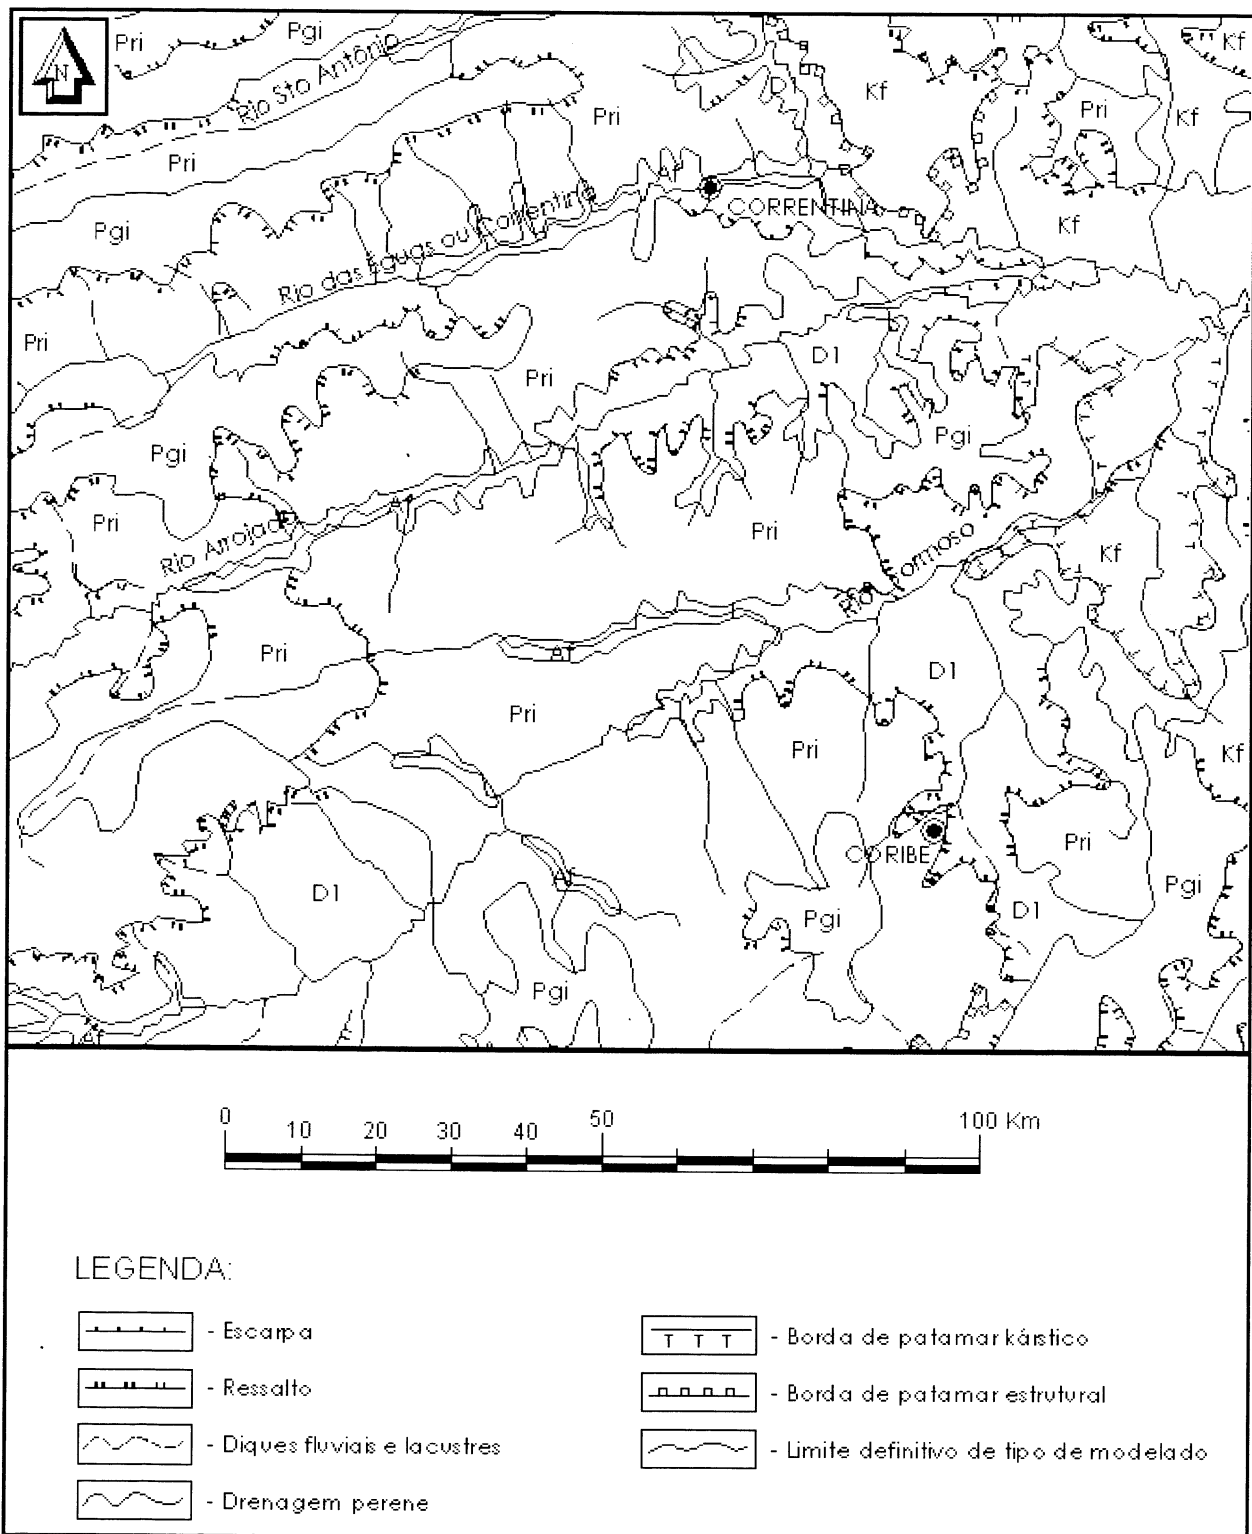 N
Pri
Pgi
Kf
Rio Sto Antônio
D
Kf
Pri
Pri
Kf
Pri
Af
CORRENTINA
Pgi
Kf
Rio das Éguas ou Correntina
Pri
D1
Pri
Pgi
Pgi
Af
Pri
Pri
Rio Arrojado
Rio Formoso
Kf
Pri
Af
D1
Pri
Pri
Kf
CORIBE
Pri
D1
Af
Pgi
Pgi
D1
Pgi
Af
0 10 20 30 40 50 100 Km
LEGENDA:
- Escarpa
- Ressalto
- Diques fluviais e lacustres
- Drenagem perene
- Borda de patamar kárstico
- Borda de patamar estrutural
- Limite definitivo de tipo de modelado